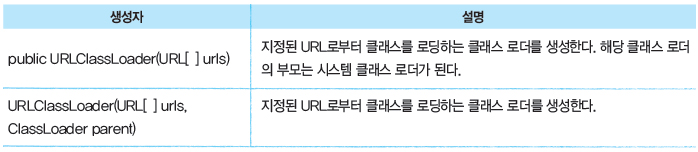 생성자 설명
public URLClassLoader(URL[ ] urls) 지정된 URL로부터 클래스를 로딩하는 클래스 로더를 생성한다. 해당 클래스 로더
의 부모는 시스템 클래스 로더가 된다.
URLClassLoader(URL[ ] urls, 지정된 URL로부터 클래스를 로딩하는 클래스 로더를 생성한다.
ClassLoader parent)